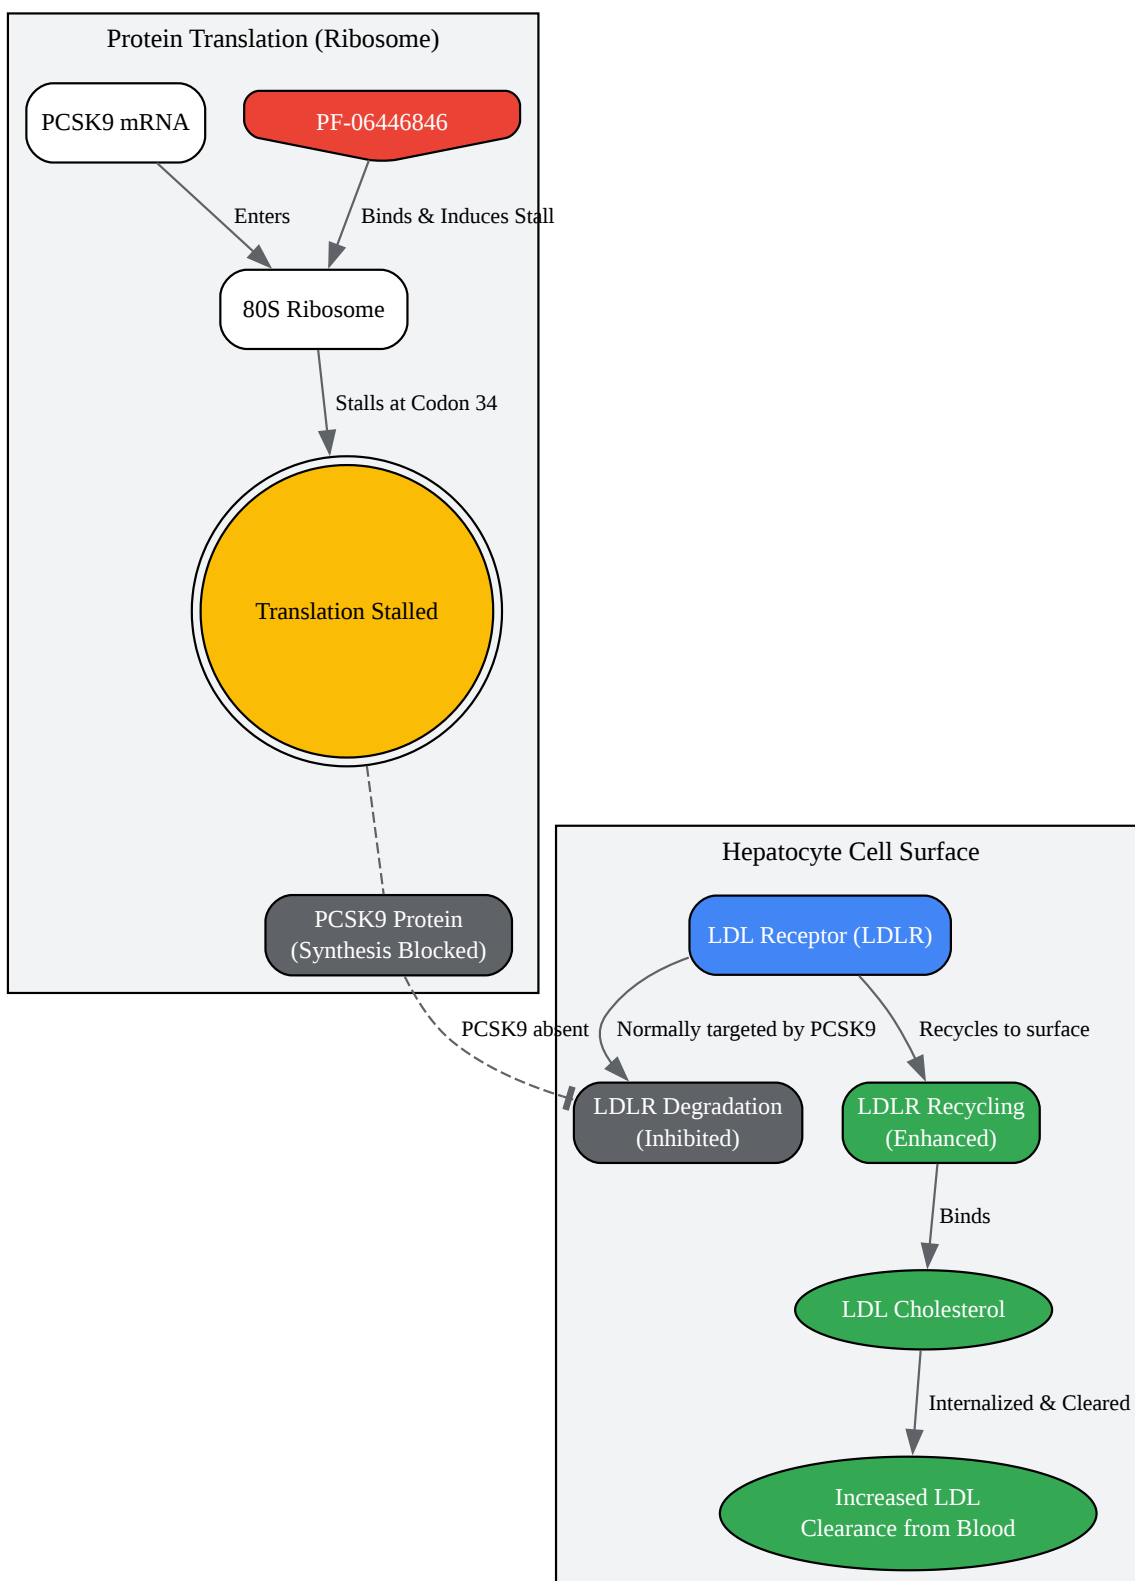 Protein Translation (Ribosome)
PCSK9 mRNA
PF-06446846
Enters
Binds & Induces Stall
80S Ribosome
Stalls at Codon 34
Translation Stalled
PCSK9 Protein
(Synthesis Blocked)
Hepatocyte Cell Surface
LDL Receptor (LDLR)
PCSK9 absent
Normally targeted by PCSK9
Recycles to surface
LDLR Degradation
(Inhibited)
LDLR Recycling
(Enhanced)
Binds
LDL Cholesterol
Internalized & Cleared
Increased LDL
Clearance from Blood